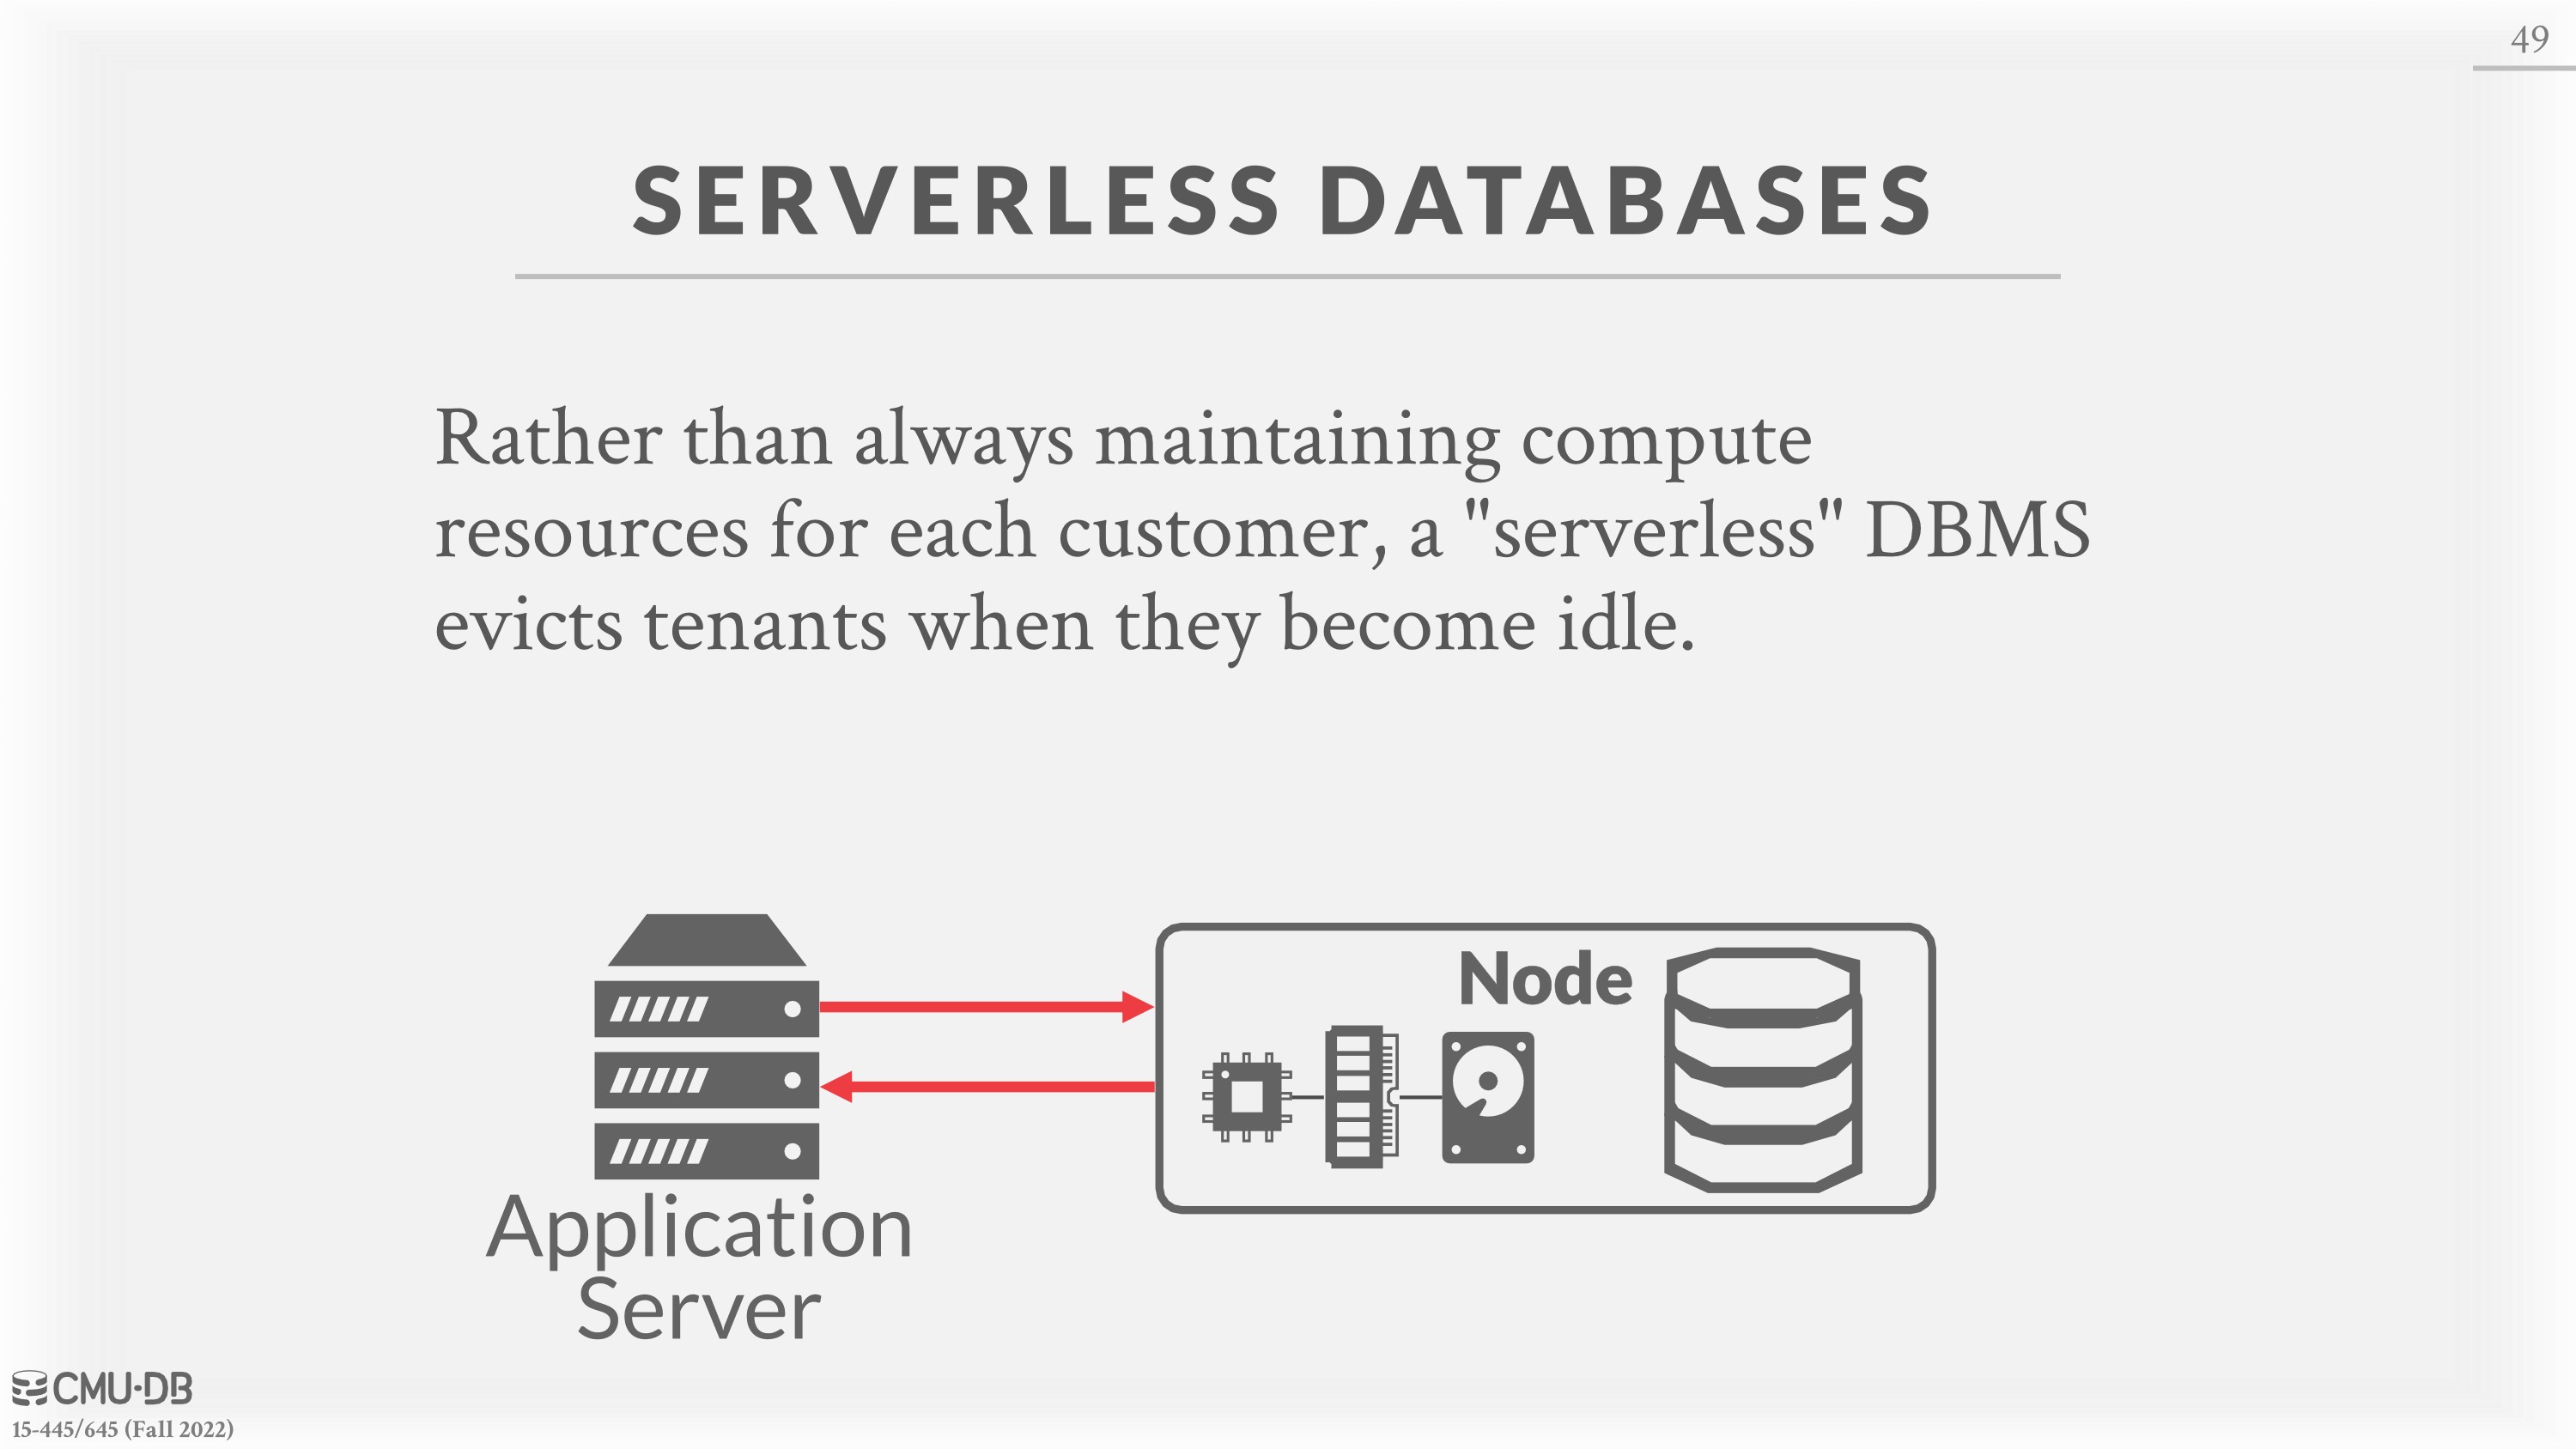 49
SERVERLESS DATABASES
Rather than always maintaining compute
resources for each customer, a "serverless" DBMS
evicts tenants when they become idle.
Node
Application
Server
CMU·DB
15-445/645 (Fall 2022)